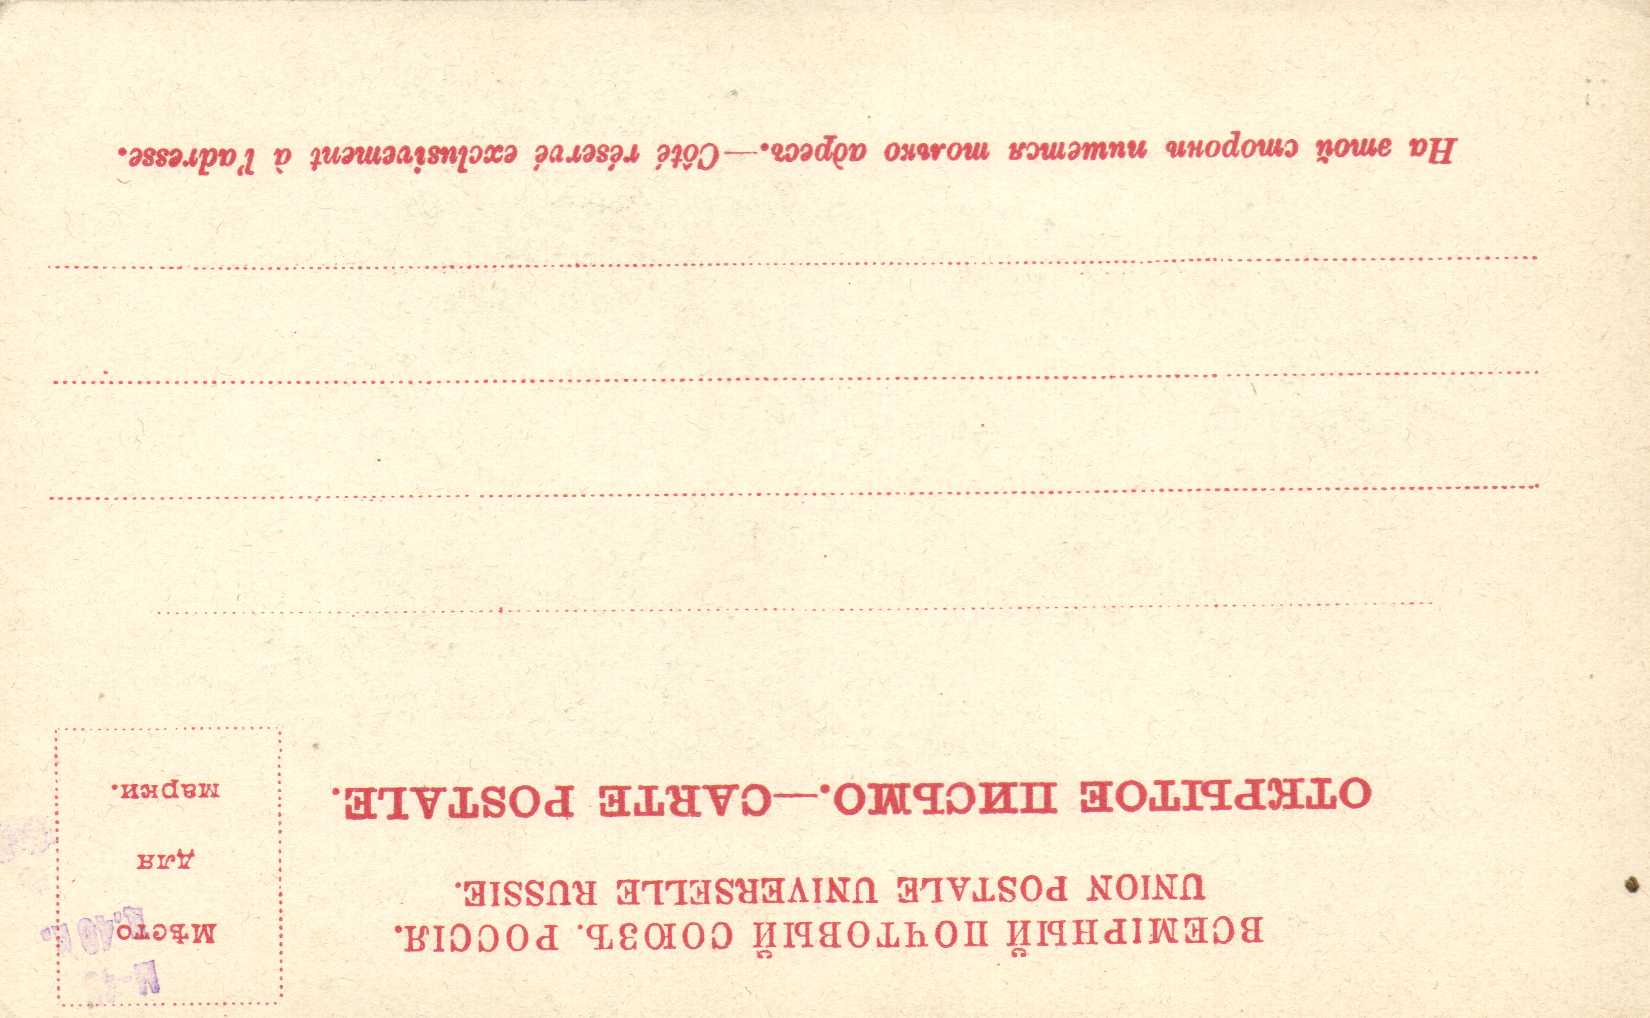 ВСЕМІРНЫЙ ПОЧТОВЫЙ СОЮЗЪ. РОССІЯ.
UNION POSTALE UNIVERSELLE RUSSIE.
ОТКРЫТОЕ ПИСЬМО.—CARTE POSTALE.
Мѣсто
для
марки.
На этой сторонѣ пишется только адресъ.—Côté réservé exclusivement à l'adresse.